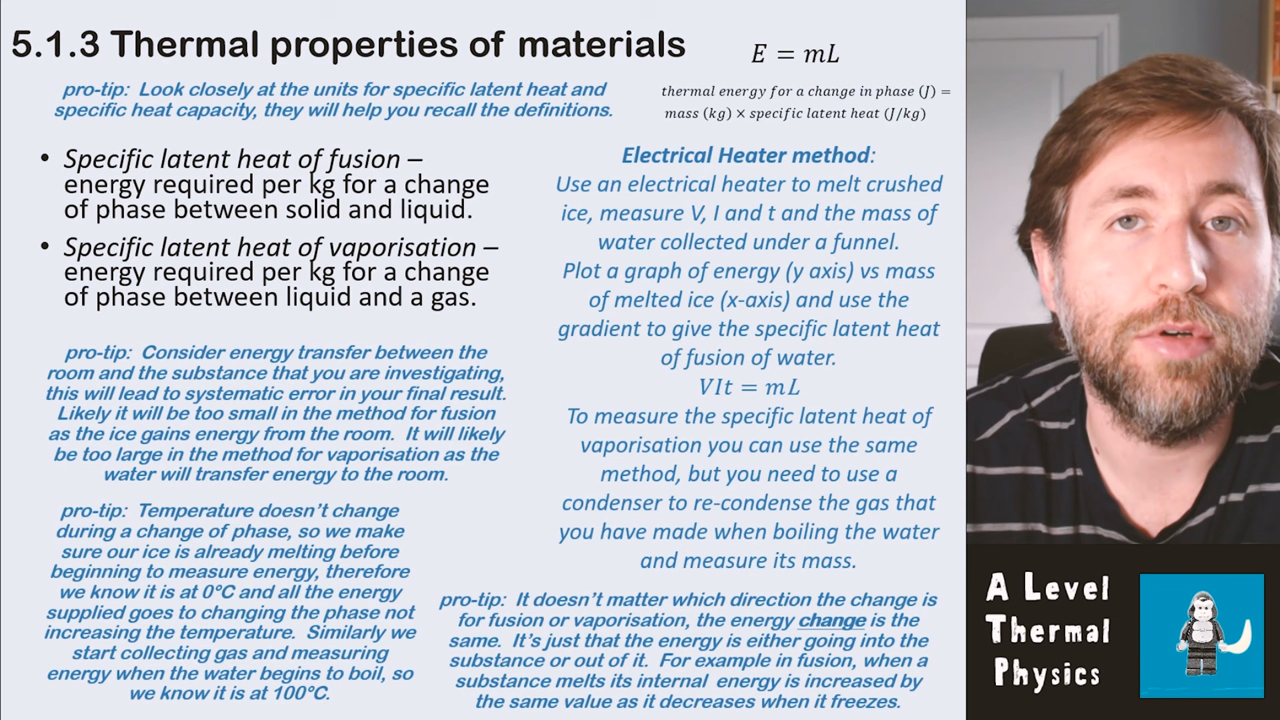 5.1.3 Thermal properties of materials
E = mL
pro-tip: Look closely at the units for specific latent heat and
specific heat capacity, they will help you recall the definitions.
thermal energy for a change in phase (J) =
mass (kg) × specific latent heat (J/kg)
• Specific latent heat of fusion –
energy required per kg for a change
of phase between solid and liquid.
• Specific latent heat of vaporisation –
energy required per kg for a change
of phase between liquid and a gas.
pro-tip: Consider energy transfer between the
room and the substance that you are investigating,
this will lead to systematic error in your final result.
Likely it will be too small in the method for fusion
as the ice gains energy from the room. It will likely
be too large in the method for vaporisation as the
water will transfer energy to the room.
pro-tip: Temperature doesn't change
during a change of phase, so we make
sure our ice is already melting before
beginning to measure energy, therefore
we know it is at 0°C and all the energy
supplied goes to changing the phase not
increasing the temperature. Similarly we
start collecting gas and measuring
energy when the water begins to boil, so
we know it is at 100°C.
Electrical Heater method:
Use an electrical heater to melt crushed
ice, measure V, I and t and the mass of
water collected under a funnel.
Plot a graph of energy (y axis) vs mass
of melted ice (x-axis) and use the
gradient to give the specific latent heat
of fusion of water.
VIt = mL
To measure the specific latent heat of
vaporisation you can use the same
method, but you need to use a
condenser to re-condense the gas that
you have made when boiling the water
and measure its mass.
pro-tip: It doesn't matter which direction the change is
for fusion or vaporisation, the energy change is the
same. It's just that the energy is either going into the
substance or out of it. For example in fusion, when a
substance melts its internal energy is increased by
the same value as it decreases when it freezes.
A Level
Thermal
Physics